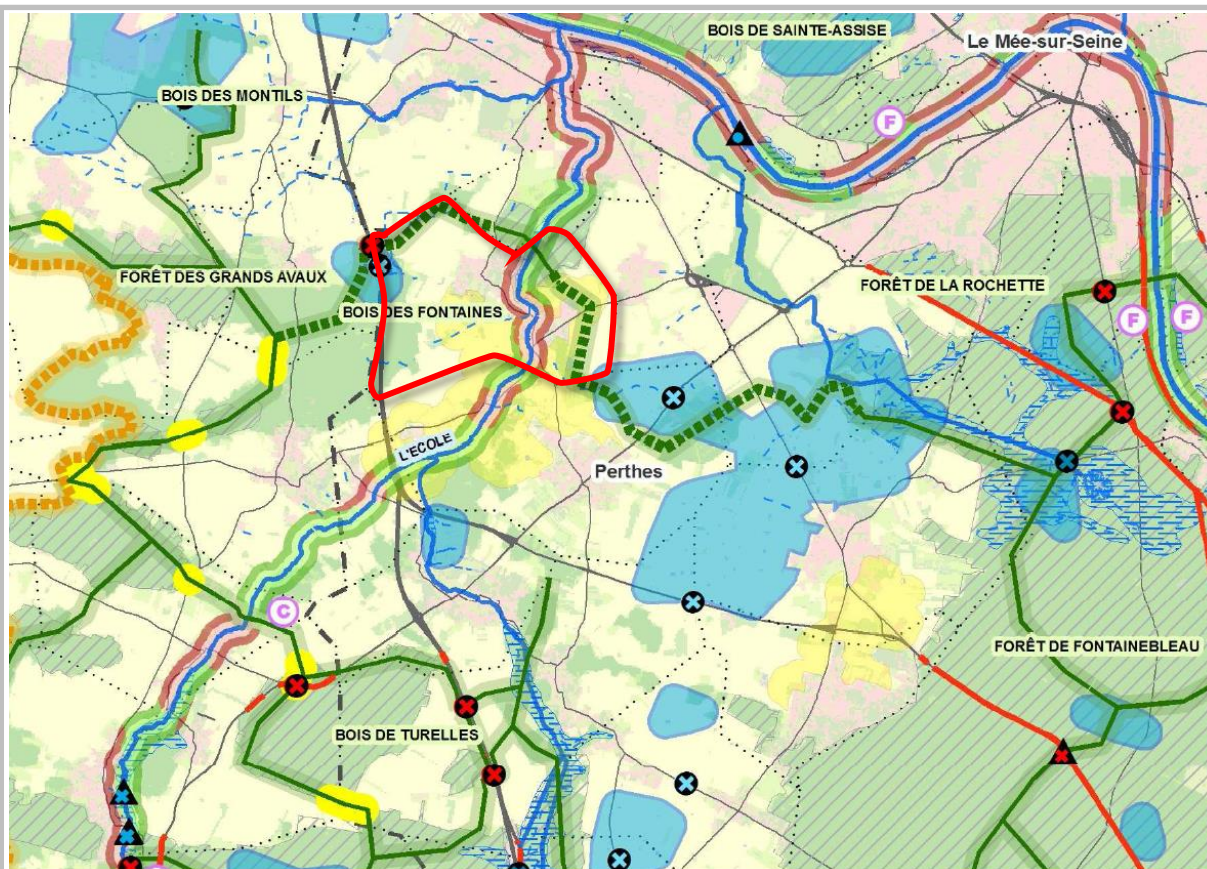 BOIS DE SAINTE-ASSISE
Le Mée-sur-Seine
BOIS DES MONTILS
F
FORÊT DES GRANDS AVAUX
FORÊT DE LA ROCHETTE
BOIS DES FONTAINES
F
F
L'ECOLE
Perthes
C
FORÊT DE FONTAINEBLEAU
BOIS DE TURELLES